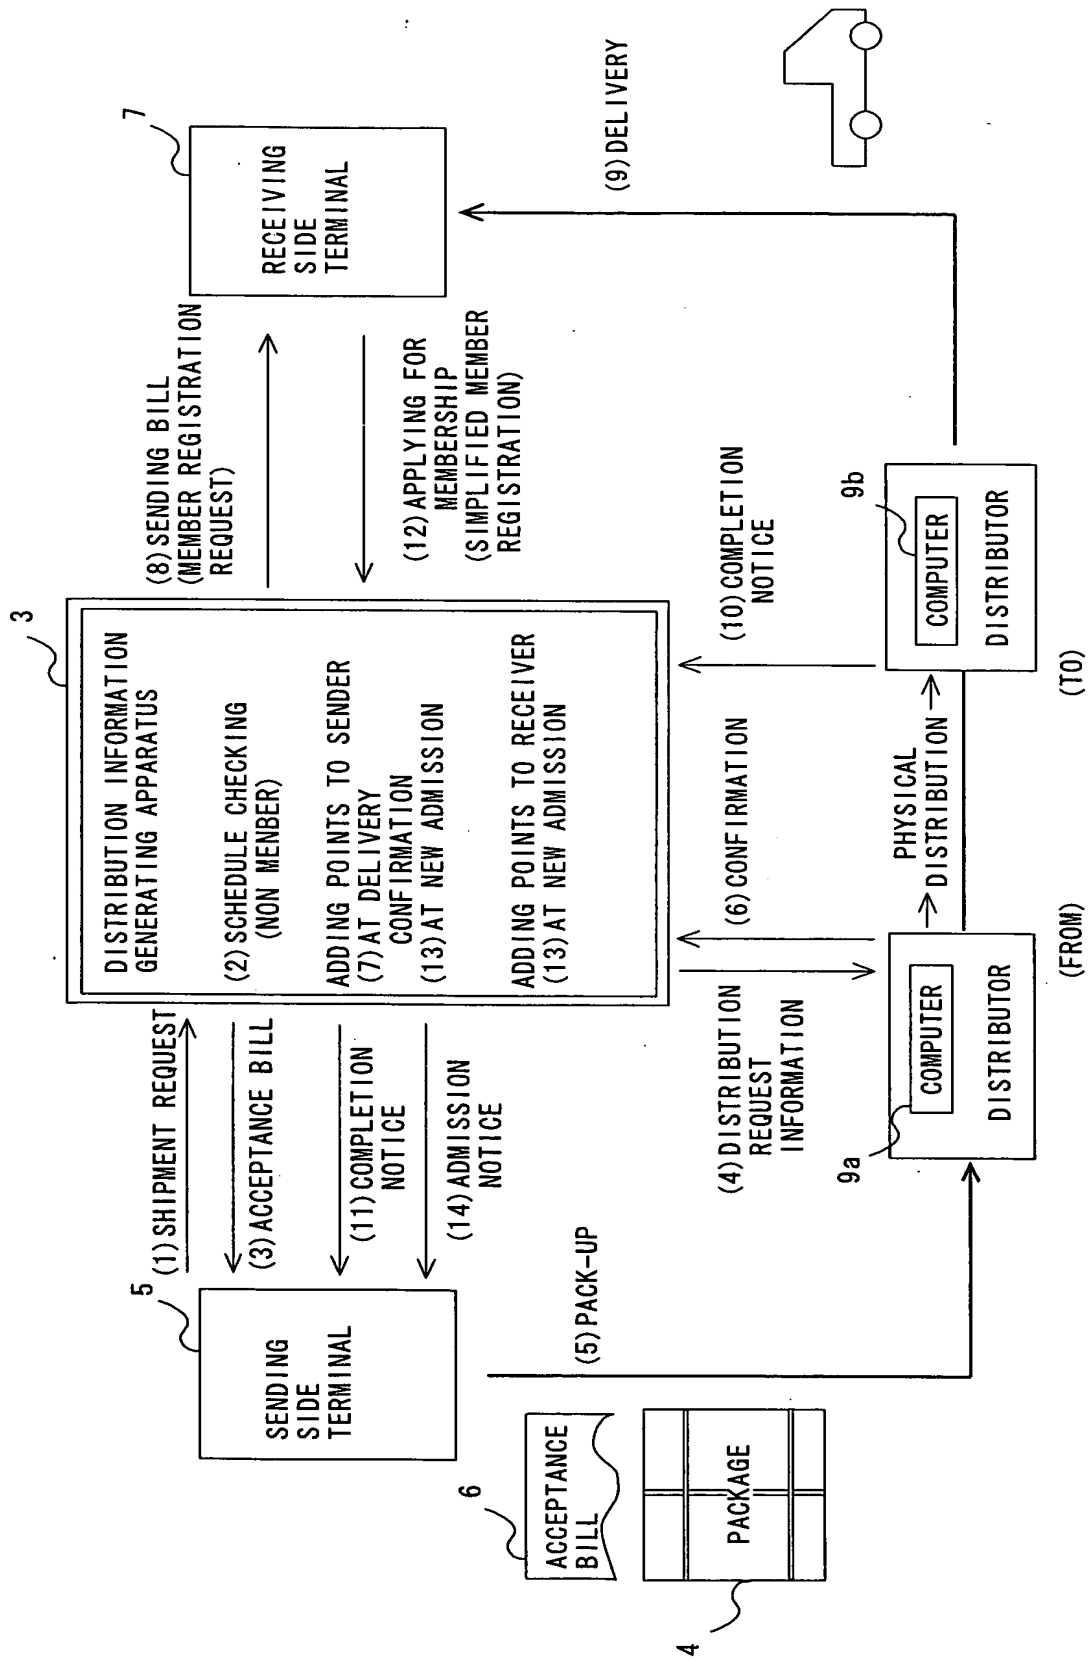 3
DISTRIBUTION INFORMATION
GENERATING APPARATUS
(2)SCHEDULE CHECKING
(NON MENBER)
ADDING POINTS TO SENDER
(7)AT DELIVERY
CONFIRMATION
(13)AT NEW ADMISSION
ADDING POINTS TO RECEIVER
(13)AT NEW ADMISSION
5
SENDING
SIDE
TERMINAL
(1)SHIPMENT REQUEST
(3)ACCEPTANCE BILL
(11)COMPLETION
NOTICE
(14)ADMISSION
NOTICE
7
RECEIVING
SIDE
TERMINAL
(8)SENDING BILL
(MEMBER REGISTRATION
REQUEST)
(12)APPLYING FOR
MEMBERSHIP
(SIMPLIFIED MEMBER
REGISTRATION)
6
ACCEPTANCE
BILL
4
PACKAGE
(5)PACK-UP
(4)DISTRIBUTION
REQUEST
INFORMATION
(6)CONFIRMATION
(10)COMPLETION
NOTICE
(9)DELIVERY
9a
COMPUTER
DISTRIBUTOR
(FROM)
PHYSICAL
DISTRIBUTION
9b
COMPUTER
DISTRIBUTOR
(TO)